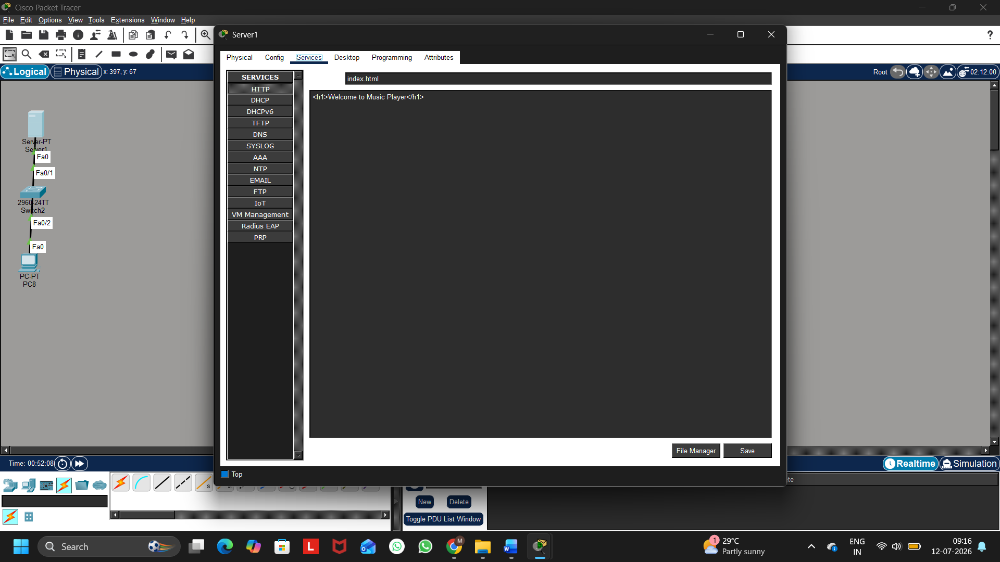 Cisco Packet Tracer
File Edit Options View Tools Extensions Window Help
Server1
Physical Config Services Desktop Programming Attributes
Logical Physical x: 397, y: 67
Root 02:12:00
SERVICES
HTTP
DHCP
DHCPv6
TFTP
DNS
SYSLOG
AAA
NTP
EMAIL
FTP
IoT
VM Management
Radius EAP
PRP
index.html
<h1>Welcome to Music Player</h1>
File Manager Save
Top
Server-PT
Server1
Fa0
Fa0/1
2960-24TT
Switch2
Fa0/2
Fa0
PC-PT
PC8
Time: 00:52:08
Realtime Simulation
New Delete
Toggle PDU List Window
Search
1
29°C
Partly sunny
ENG
IN
09:16
12-07-2026